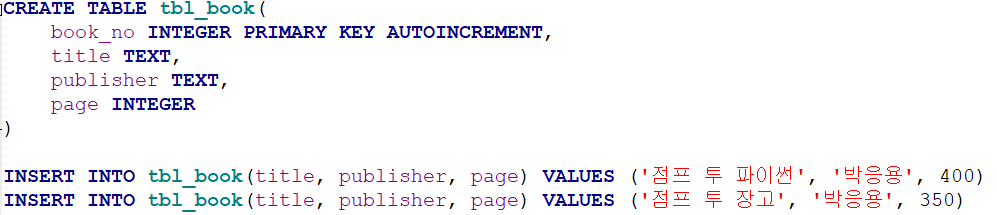 CREATE TABLE tbl_book(
    book_no INTEGER PRIMARY KEY AUTOINCREMENT,
    title TEXT,
    publisher TEXT,
    page INTEGER
)
INSERT INTO tbl_book(title, publisher, page) VALUES ('점프 투 파이썬', '박응용', 400)
INSERT INTO tbl_book(title, publisher, page) VALUES ('점프 투 장고', '박응용', 350)